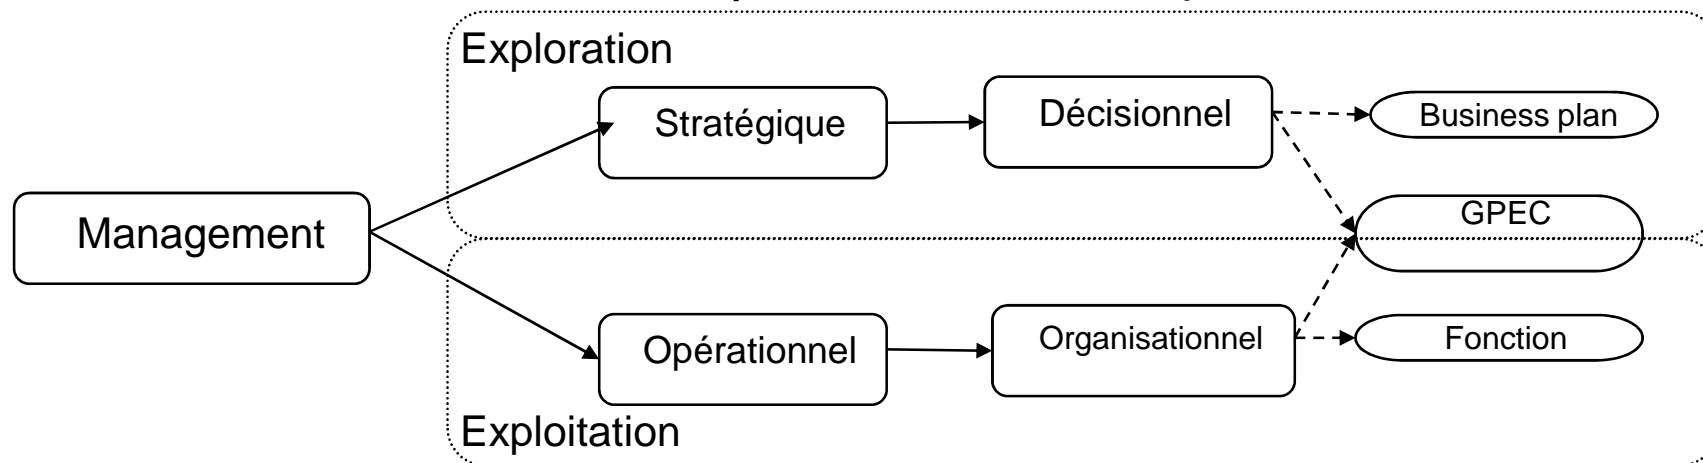 Exploration
Stratégique
Décisionnel
Business plan
Management
GPEC
Opérationnel
Organisationnel
Fonction
Exploitation